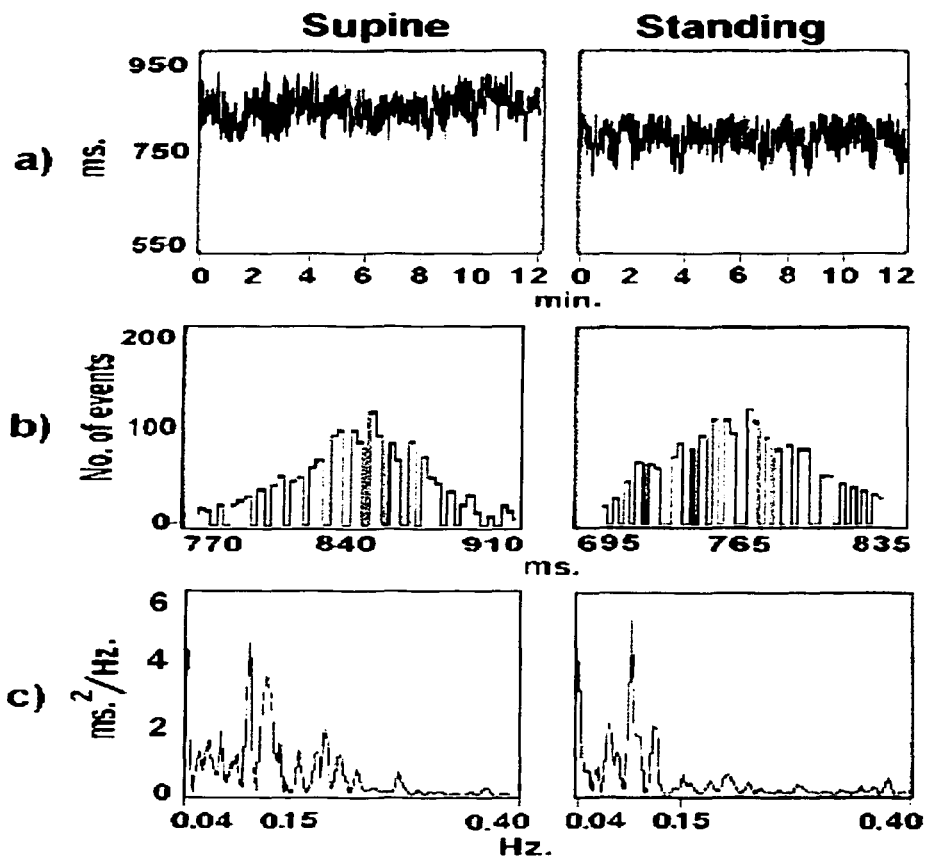 Supine Standing
950
a) ms. 750
550
0 2 4 6 8 10 12 0 2 4 6 8 10 12
min.
200
b) No. of events 100
0
770 840 910 695 765 835
ms.
6
4
c) ms.²/Hz.
2
0
0.04 0.15 0.40 0.04 0.15 0.40
Hz.